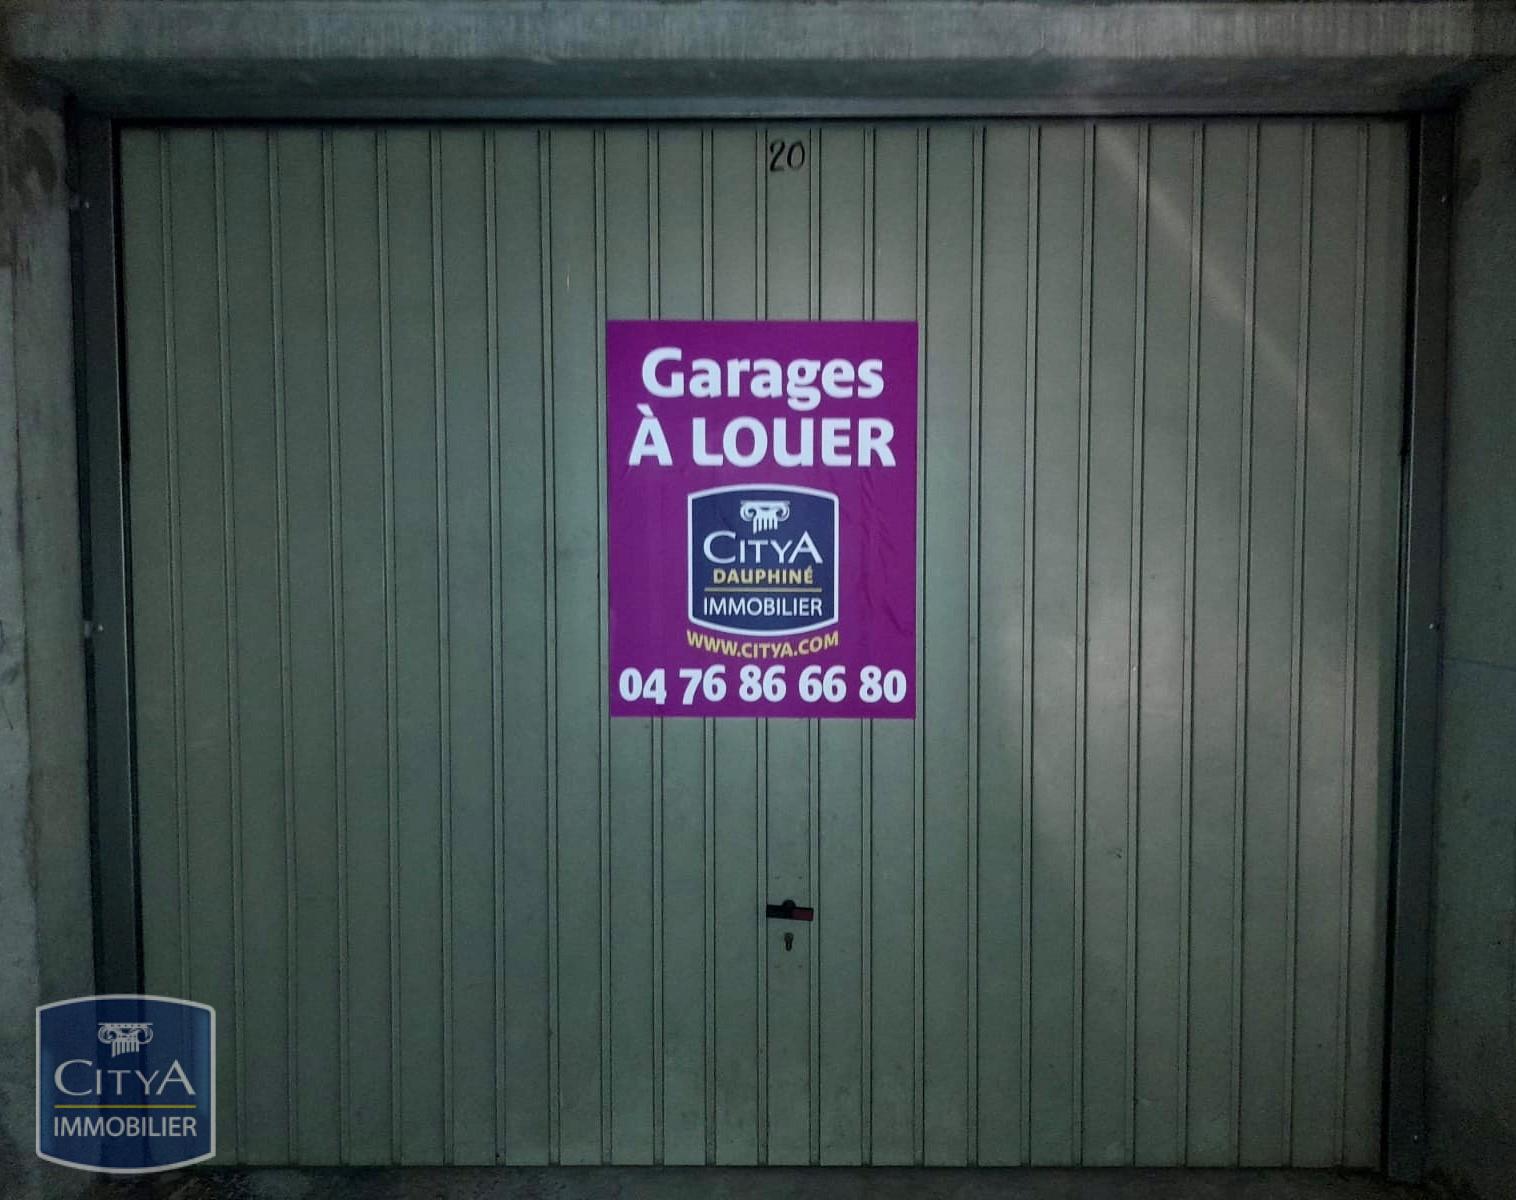 20
Garages
À LOUER
CITYA
DAUPHINÉ
IMMOBILIER
WWW.CITYA.COM
04 76 86 66 80
CITYA
IMMOBILIER